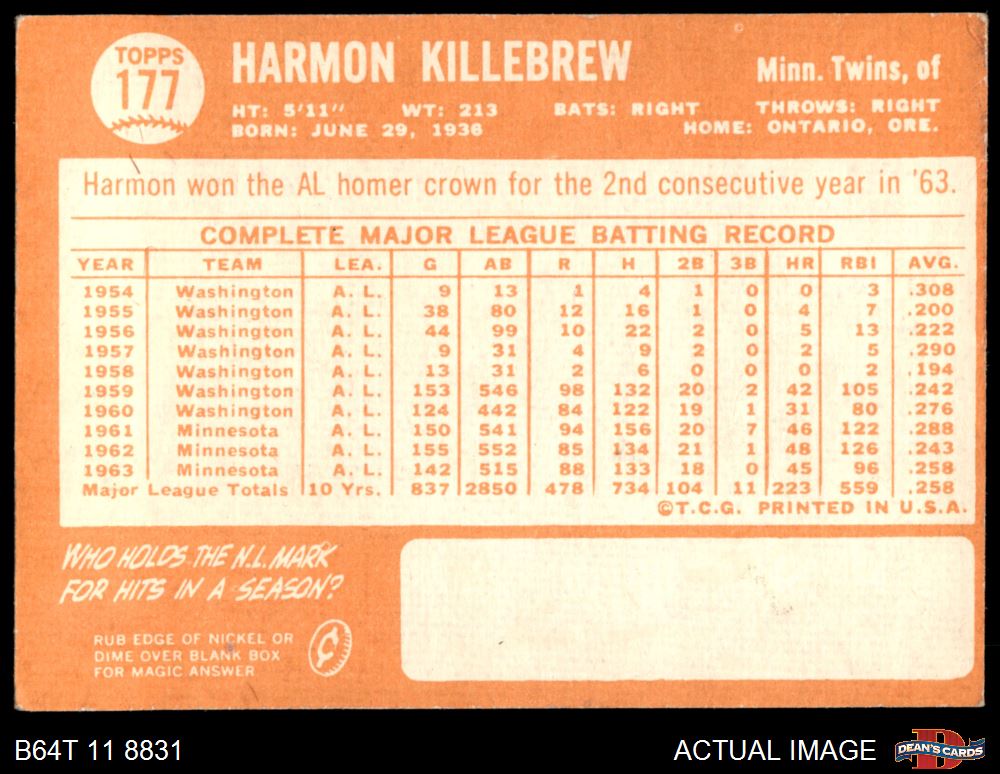 TOPPS
177
HARMON KILLEBREW
Minn. Twins, of
HT: 5'11" WT: 213 BATS: RIGHT THROWS: RIGHT
BORN: JUNE 29, 1936 HOME: ONTARIO, ORE.
Harmon won the AL homer crown for the 2nd consecutive year in '63.
COMPLETE MAJOR LEAGUE BATTING RECORD
YEAR TEAM LEA. G AB R H 2B 3B HR RBI AVG.
1954 Washington A. L. 9 13 1 4 1 0 0 3 .308
1955 Washington A. L. 38 80 12 16 1 0 4 7 .200
1956 Washington A. L. 44 99 10 22 2 0 5 13 .222
1957 Washington A. L. 9 31 4 9 2 0 2 5 .290
1958 Washington A. L. 13 31 2 6 0 0 0 2 .194
1959 Washington A. L. 153 546 98 132 20 2 42 105 .242
1960 Washington A. L. 124 442 84 122 19 1 31 80 .276
1961 Minnesota A. L. 150 541 94 156 20 7 46 122 .288
1962 Minnesota A. L. 155 552 85 134 21 1 48 126 .243
1963 Minnesota A. L. 142 515 88 133 18 0 45 96 .258
Major League Totals 10 Yrs. 837 2850 478 734 104 11 223 559 .258
©T.C.G. PRINTED IN U.S.A.
WHO HOLDS THE N.L. MARK
FOR HITS IN A SEASON?
RUB EDGE OF NICKEL OR
DIME OVER BLANK BOX
FOR MAGIC ANSWER
¢
B64T 11 8831
ACTUAL IMAGE
D
DEAN'S CARDS